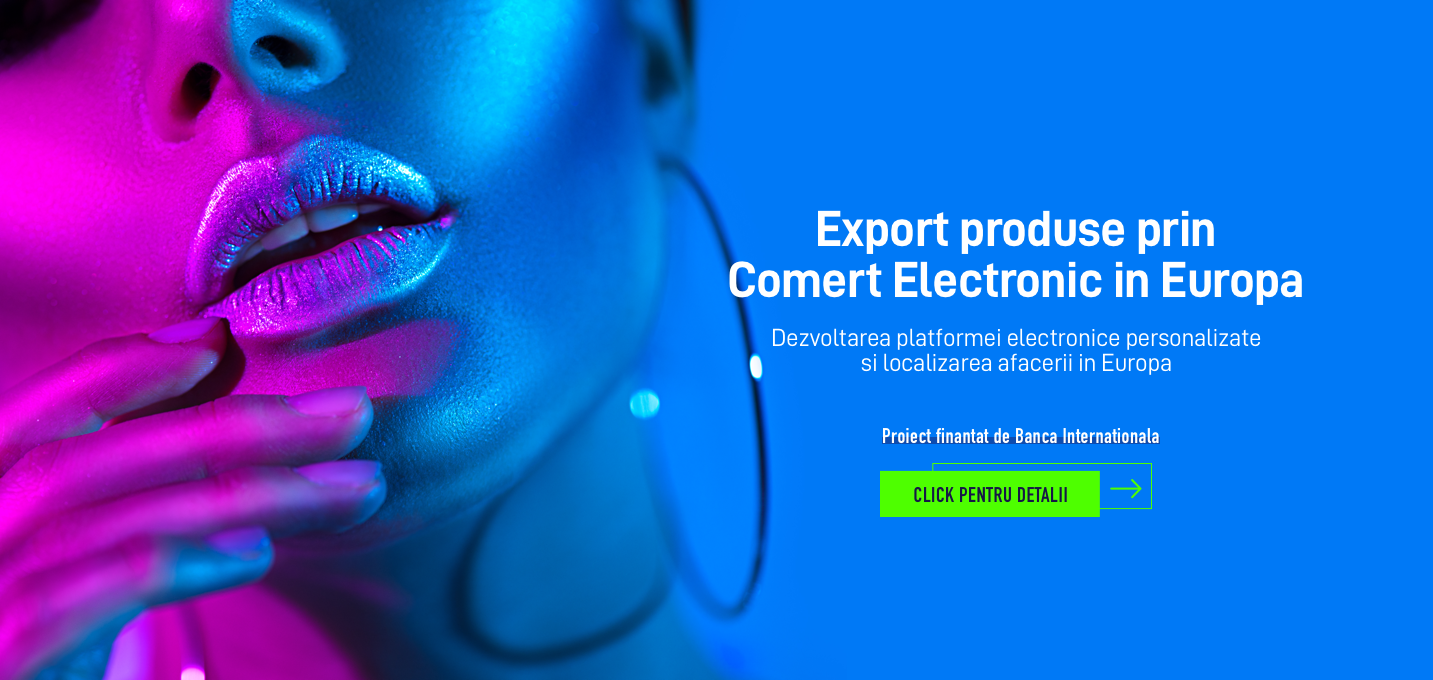 Export produse prin
Comert Electronic in Europa
Dezvoltarea platformei electronice personalizate
si localizarea afacerii in Europa
Proiect finantat de Banca Internationala
CLICK PENTRU DETALII